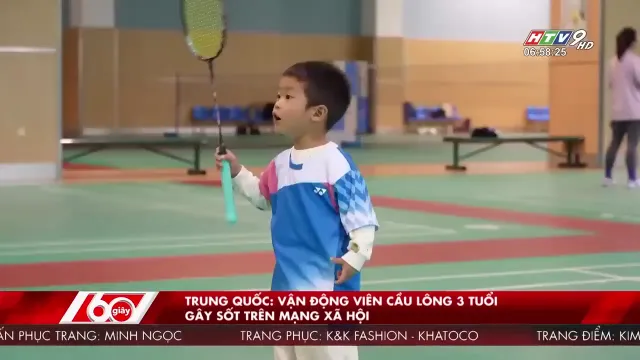 HTV9 HD
06:58:25
60 giây
TRUNG QUỐC: VẬN ĐỘNG VIÊN CẦU LÔNG 3 TUỔI
GÂY SỐT TRÊN MẠNG XÃ HỘI
ẤN PHỤC TRANG: MINH NGỌC TRANG PHỤC: K&K FASHION - KHATOCO TRANG ĐIỂM: KIM